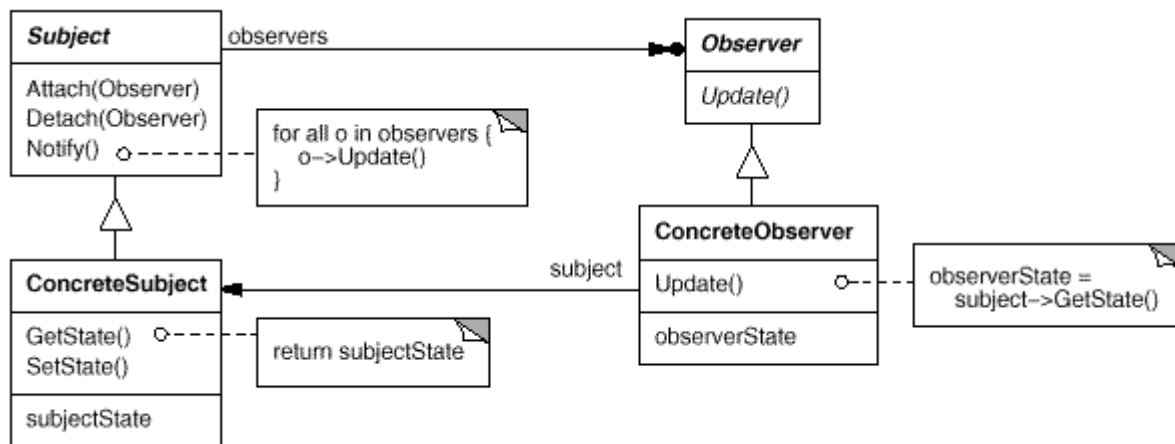 Subject
observers
Observer
Attach(Observer)
Detach(Observer)
Notify()
Update()
for all o in observers {
o->Update()
}
ConcreteObserver
Update()
observerState
observerState =
subject->GetState()
subject
ConcreteSubject
GetState()
SetState()
subjectState
return subjectState